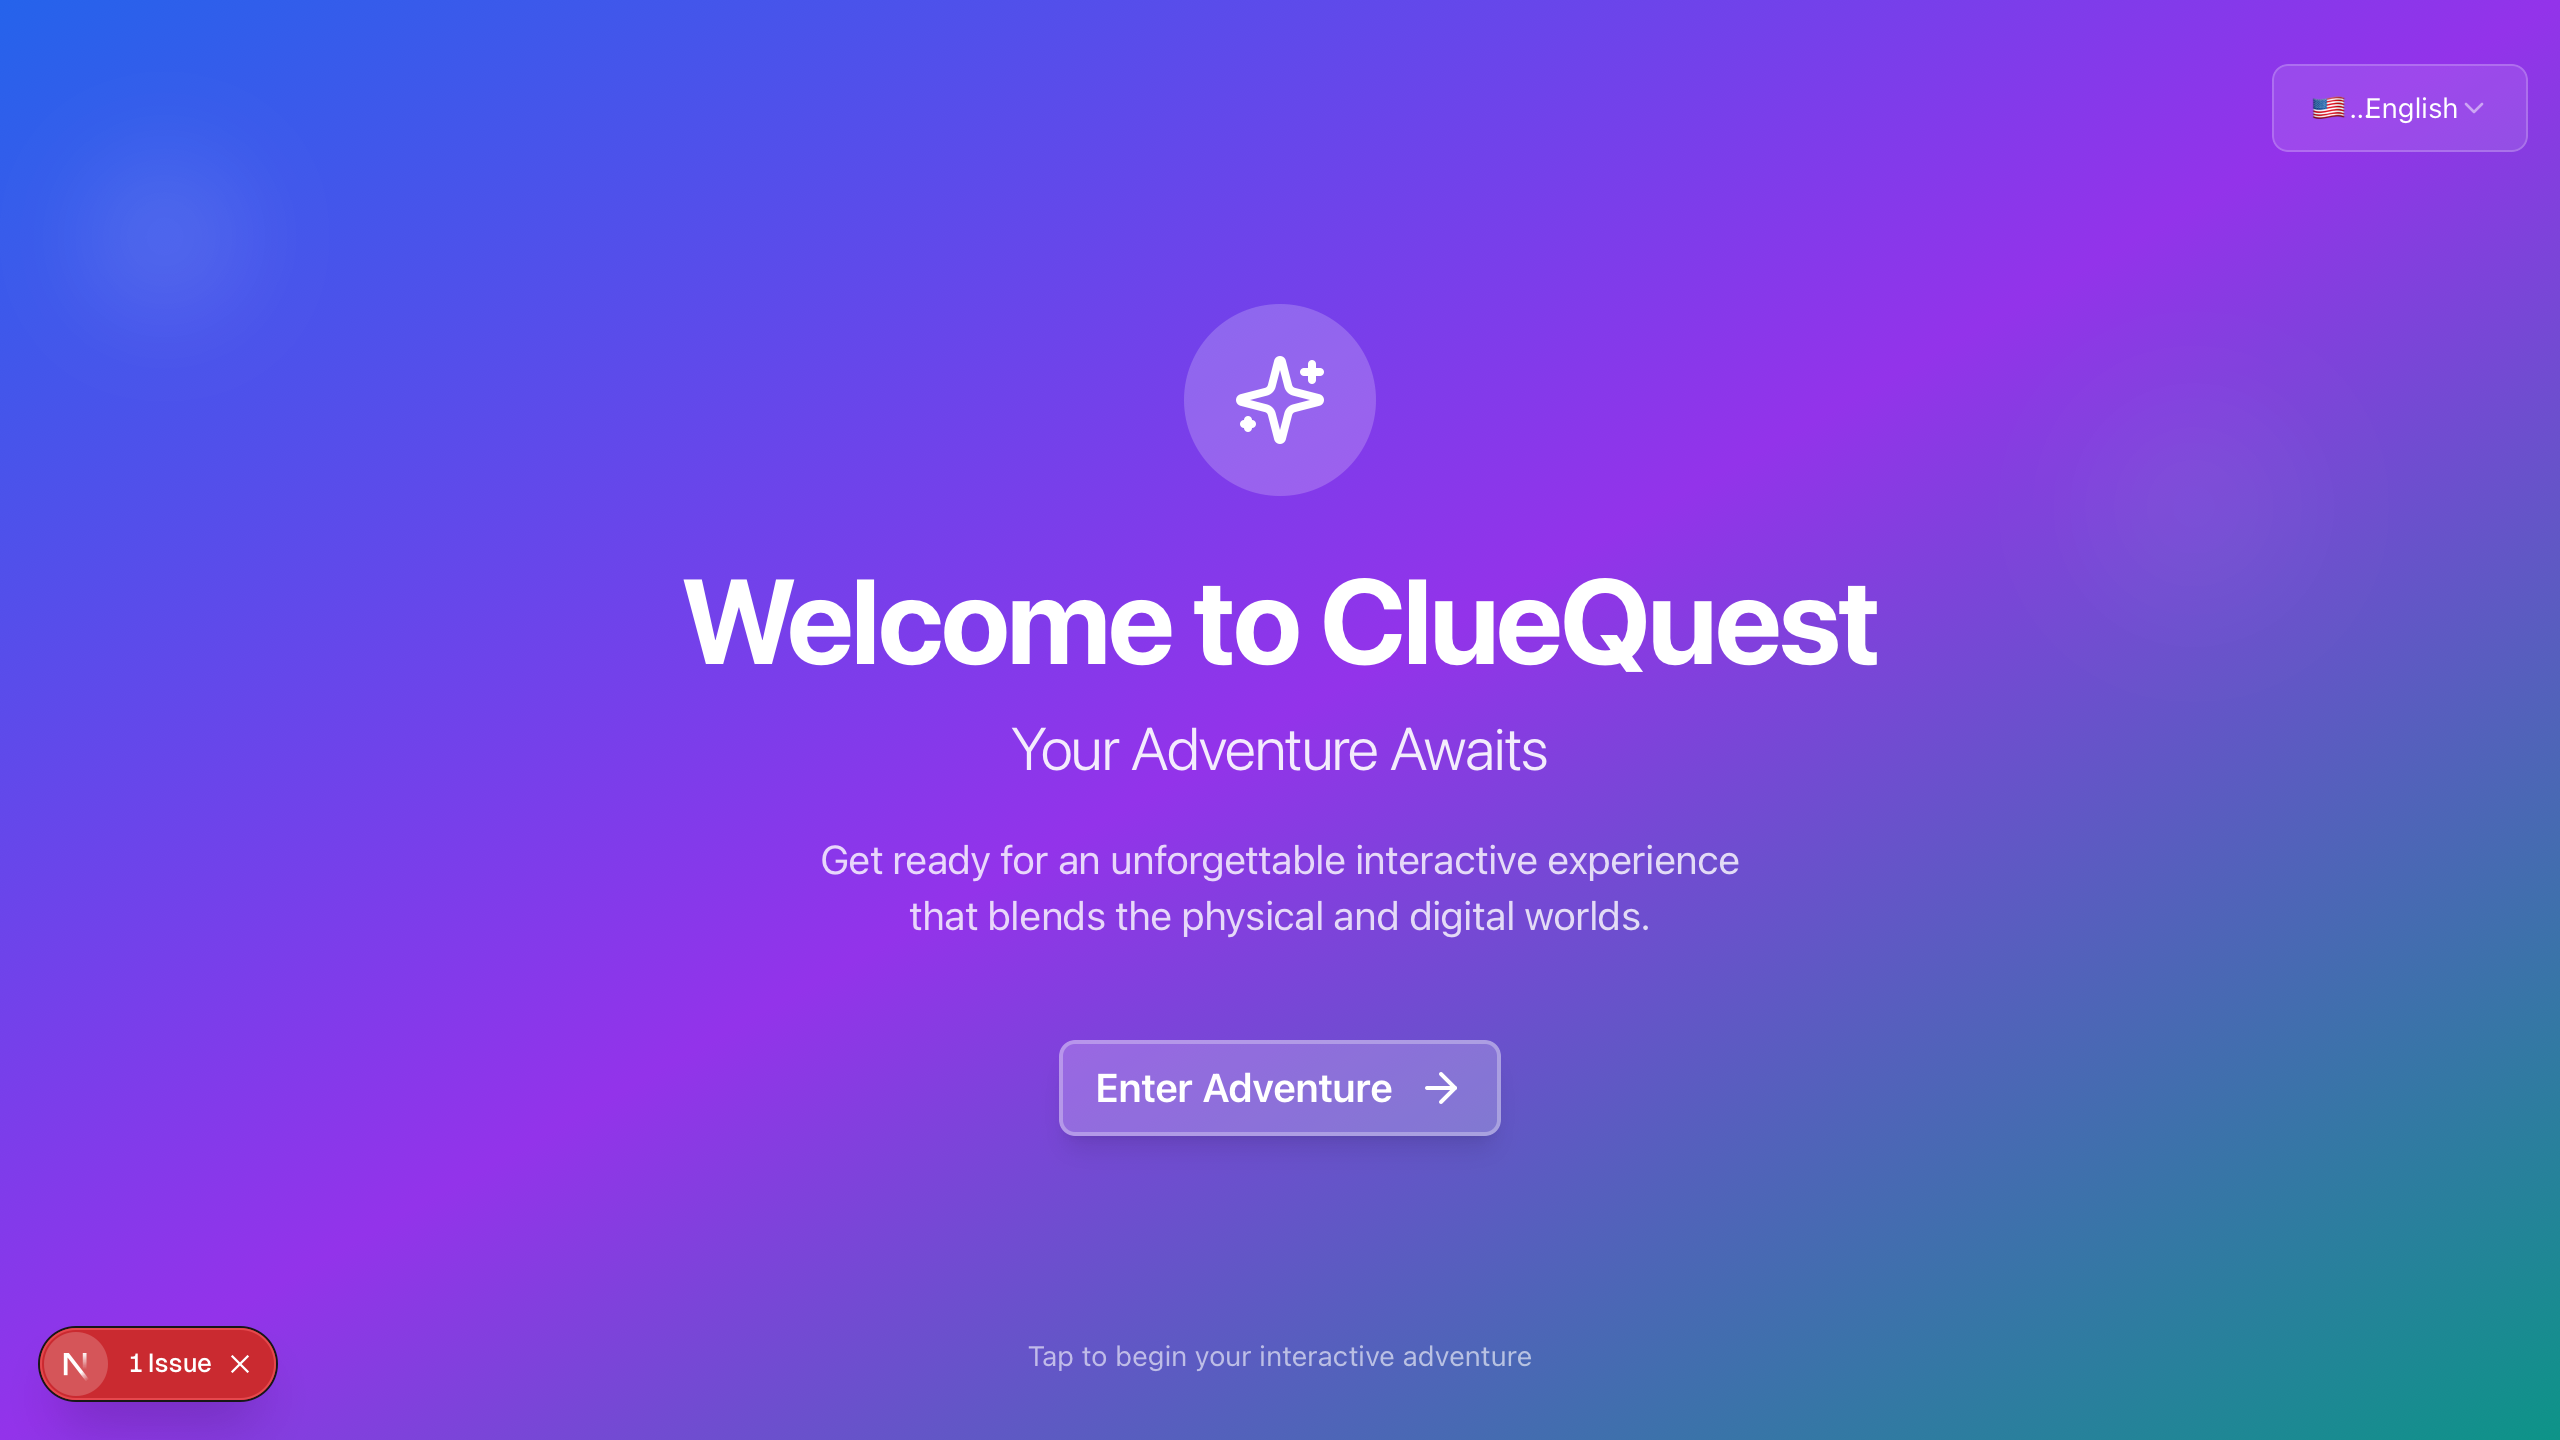 🇺🇸 ...English
Welcome to ClueQuest
Your Adventure Awaits
Get ready for an unforgettable interactive experience
that blends the physical and digital worlds.
Enter Adventure
Tap to begin your interactive adventure
N 1 Issue